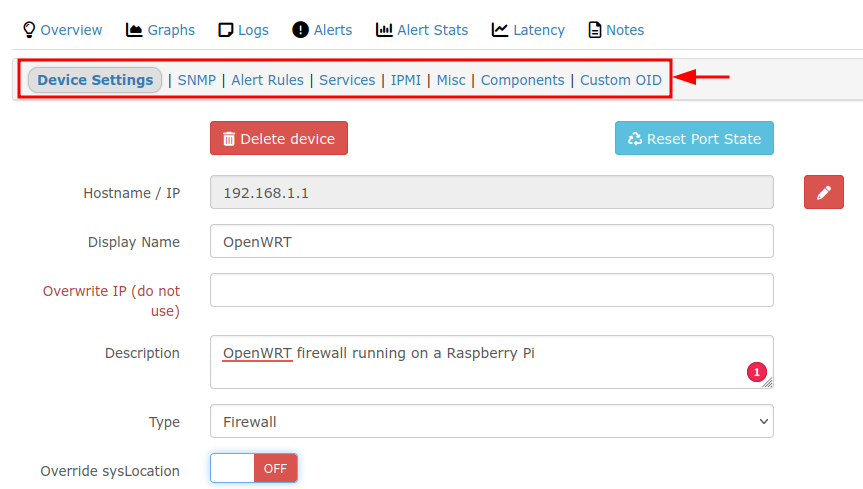 Overview Graphs Logs Alerts Alert Stats Latency Notes
Device Settings | SNMP | Alert Rules | Services | IPMI | Misc | Components | Custom OID
Delete device Reset Port State
Hostname / IP 192.168.1.1
Display Name OpenWRT
Overwrite IP (do not
use)
Description OpenWRT firewall running on a Raspberry Pi
1
Type Firewall
Override sysLocation OFF